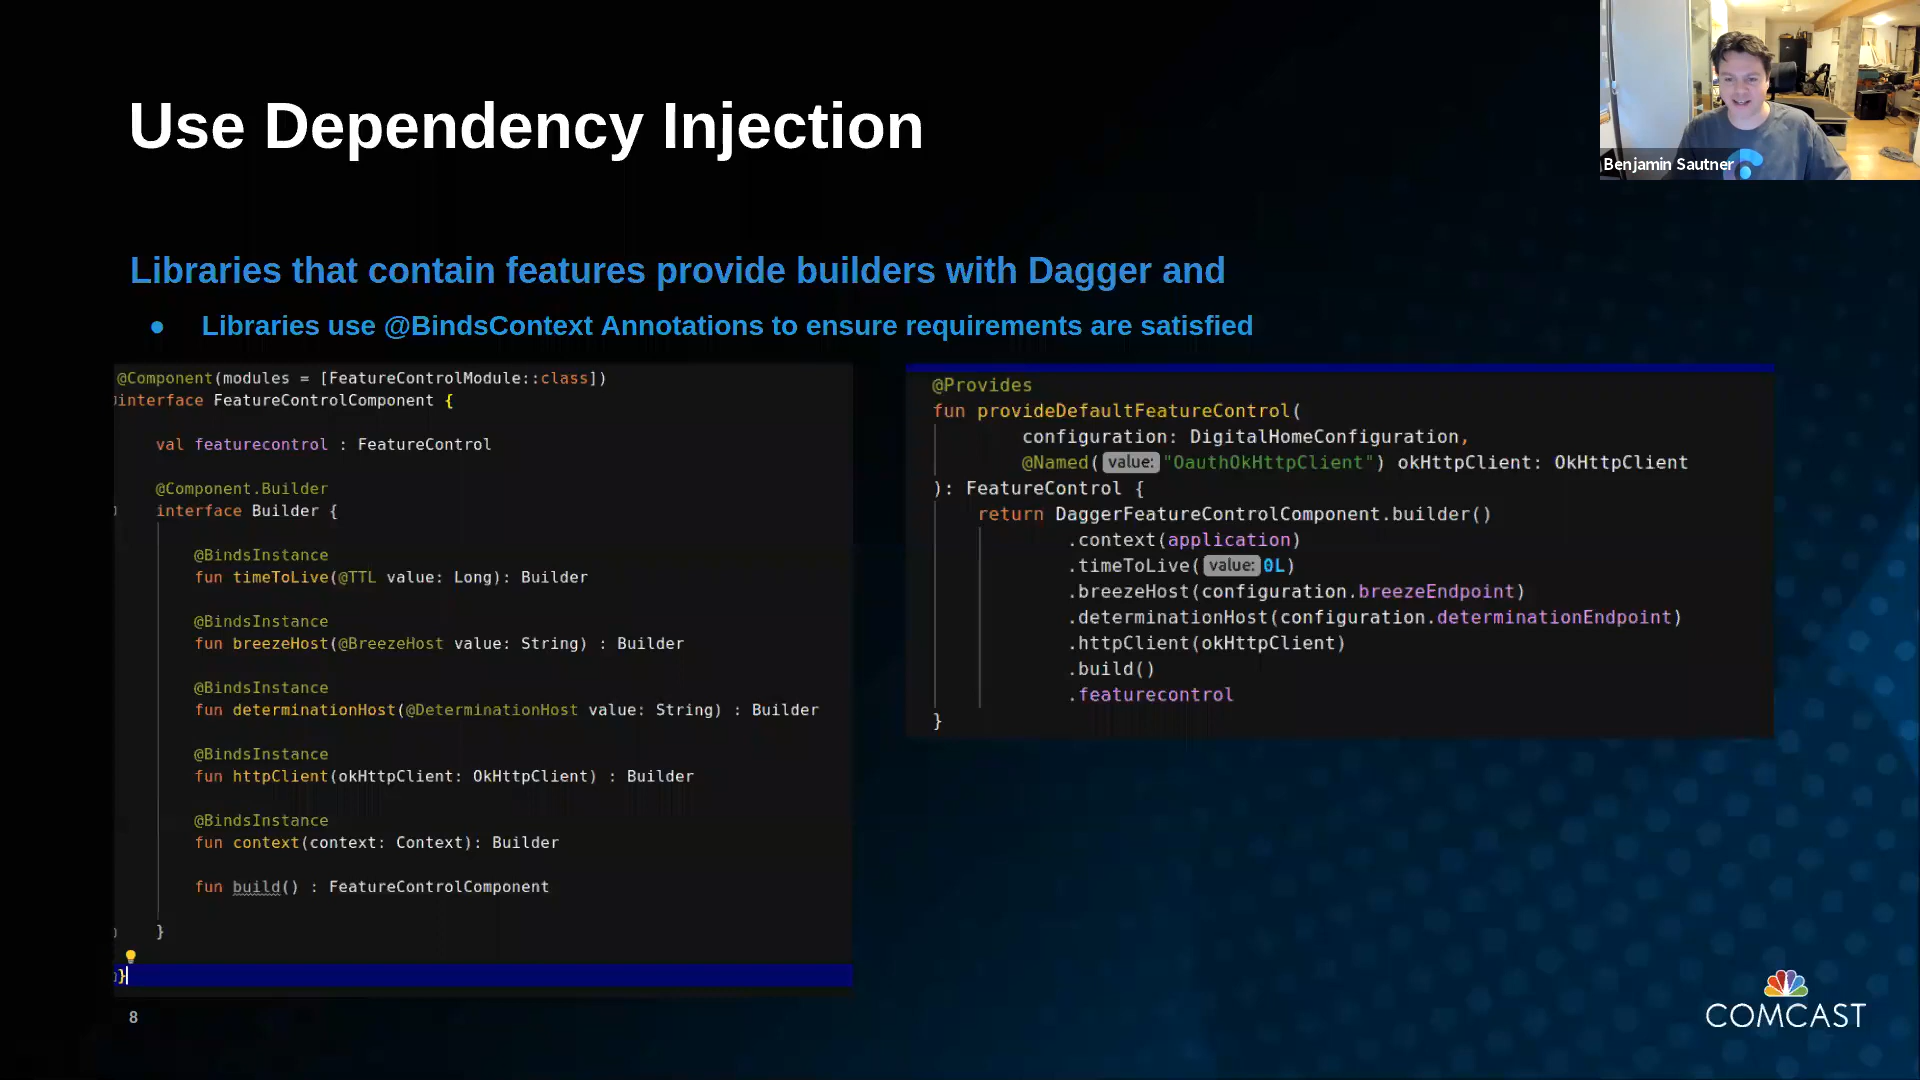 Use Dependency Injection
Benjamin Sautner
Libraries that contain features provide builders with Dagger and
● Libraries use @BindsContext Annotations to ensure requirements are satisfied
@Component(modules = [FeatureControlModule::class])
interface FeatureControlComponent {
val featurecontrol : FeatureControl
@Component.Builder
interface Builder {
@BindsInstance
fun timeToLive(@TTL value: Long): Builder
@BindsInstance
fun breezeHost(@BreezeHost value: String) : Builder
@BindsInstance
fun determinationHost(@DeterminationHost value: String) : Builder
@BindsInstance
fun httpClient(okHttpClient: OkHttpClient) : Builder
@BindsInstance
fun context(context: Context): Builder
fun build() : FeatureControlComponent
}
}
@Provides
fun provideDefaultFeatureControl(
configuration: DigitalHomeConfiguration,
@Named( value: "OauthOkHttpClient") okHttpClient: OkHttpClient
): FeatureControl {
return DaggerFeatureControlComponent.builder()
.context(application)
.timeToLive( value: 0L)
.breezeHost(configuration.breezeEndpoint)
.determinationHost(configuration.determinationEndpoint)
.httpClient(okHttpClient)
.build()
.featurecontrol
}
8
COMCAST